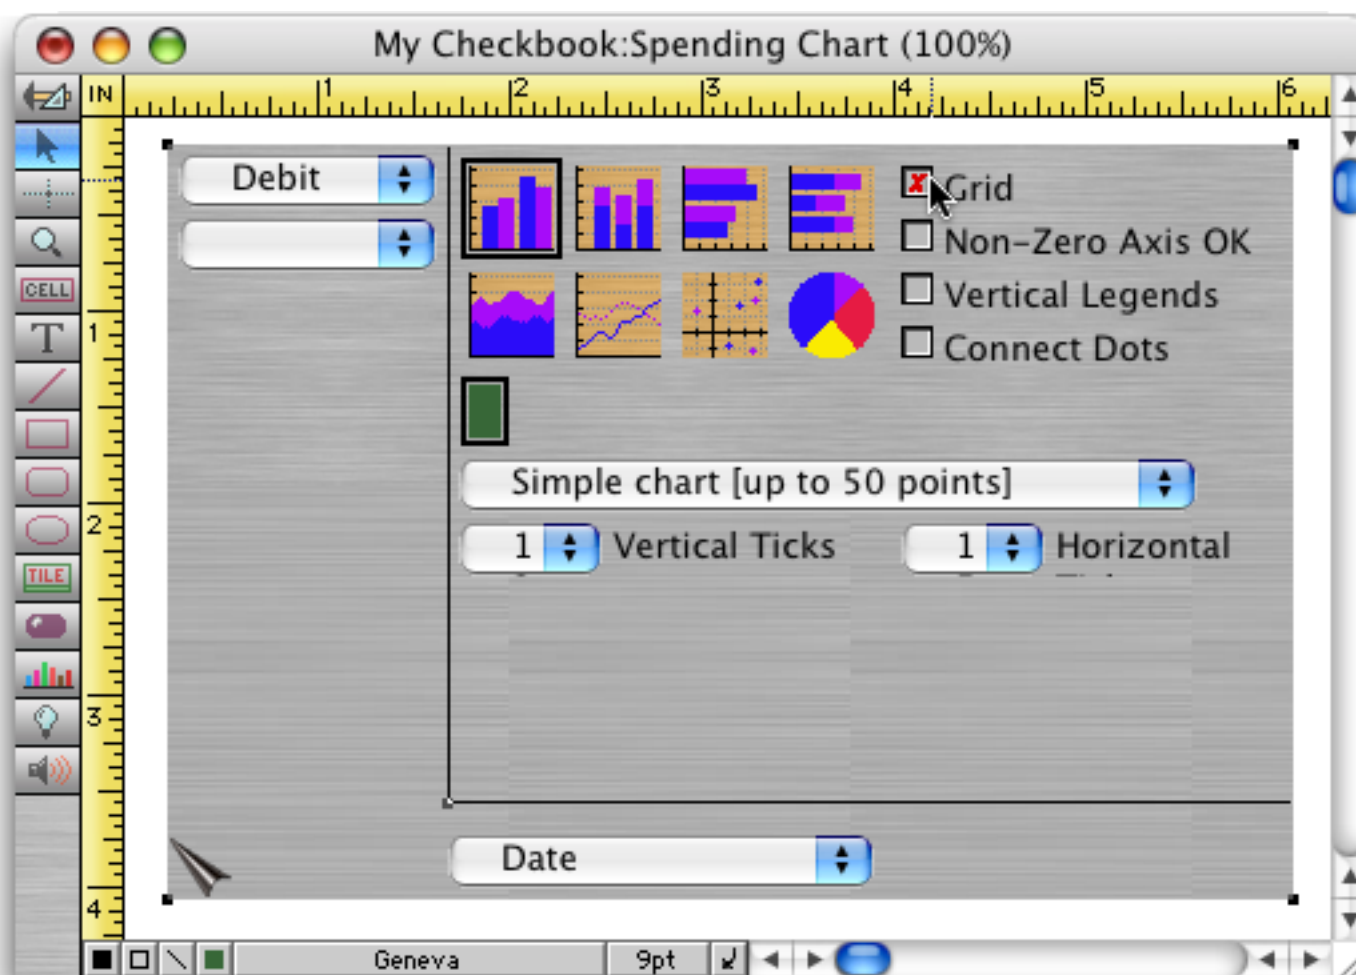 My Checkbook:Spending Chart (100%)
IN 1 2 3 4 5 6
Debit
Grid
Non-Zero Axis OK
CELL
Vertical Legends
T
1
Connect Dots
Simple chart [up to 50 points]
2
1 Vertical Ticks 1 Horizontal
TILE
3
Date
4
Geneva 9pt